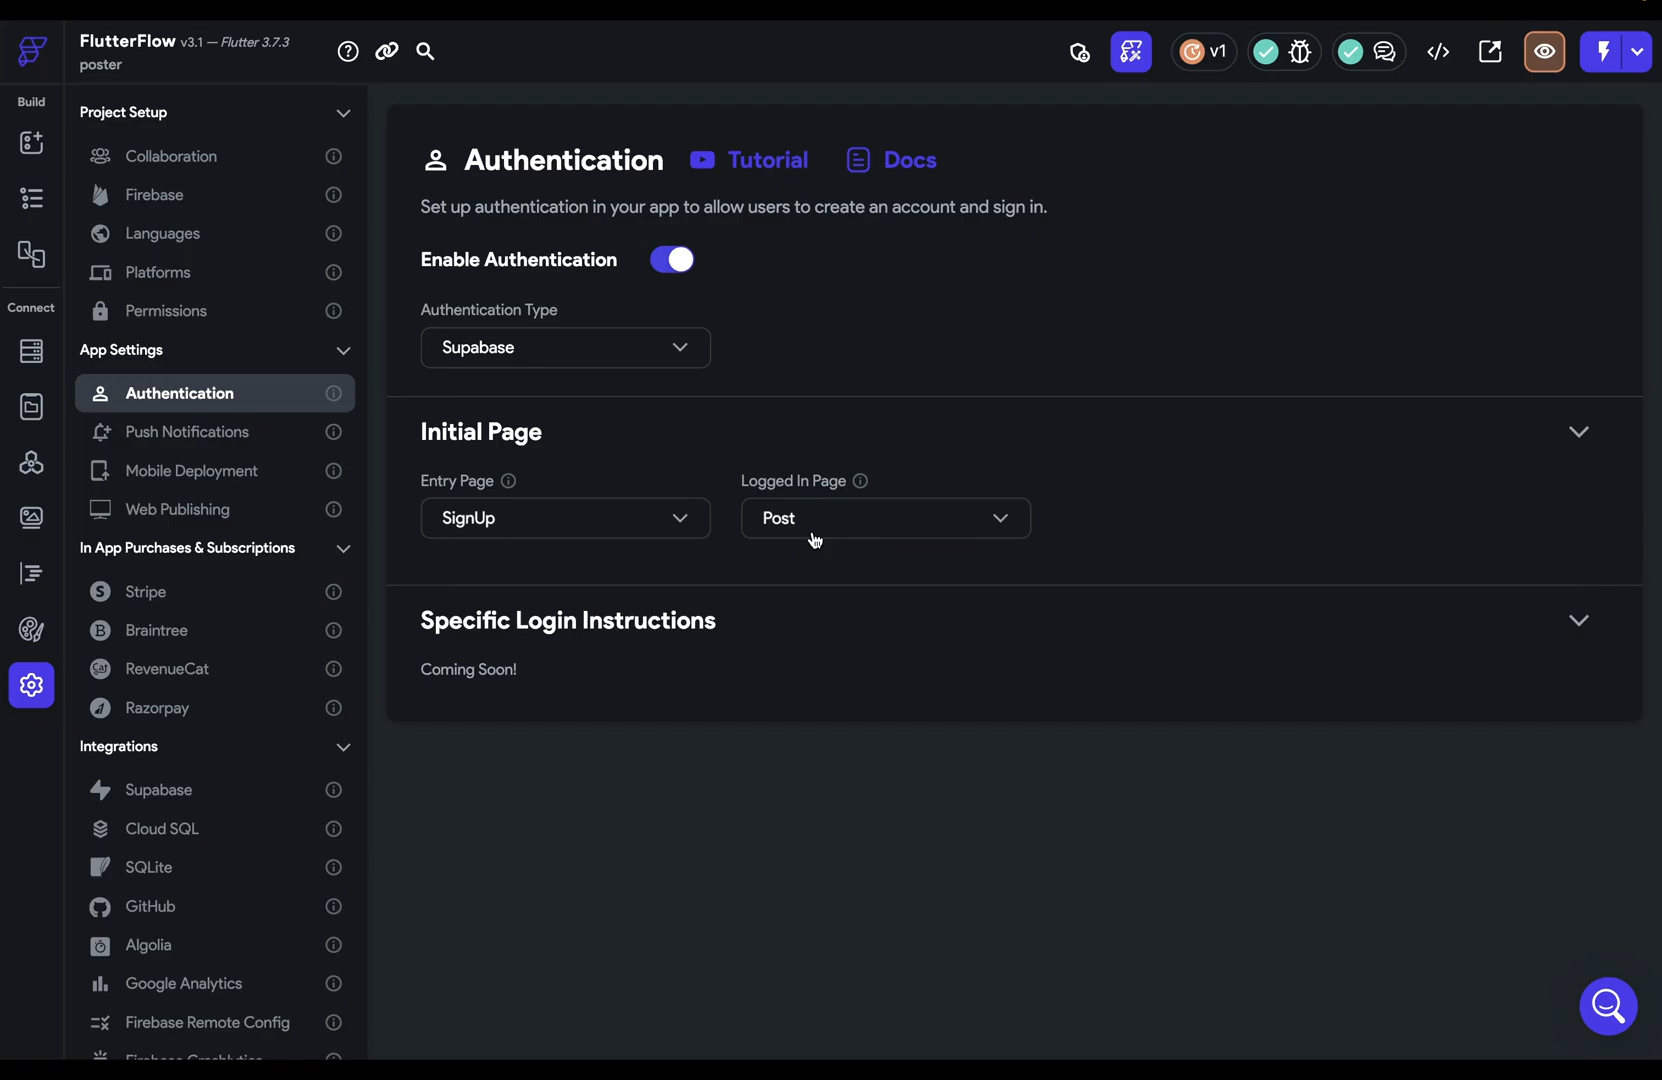 FlutterFlow v3.1 — Flutter 3.7.3
poster
v1
Build
Connect
Project Setup
Collaboration
Firebase
Languages
Platforms
Permissions
App Settings
Authentication
Push Notifications
Mobile Deployment
Web Publishing
In App Purchases & Subscriptions
Stripe
Braintree
RevenueCat
Razorpay
Integrations
Supabase
Cloud SQL
SQLite
GitHub
Algolia
Google Analytics
Firebase Remote Config
Authentication Tutorial Docs
Set up authentication in your app to allow users to create an account and sign in.
Enable Authentication
Authentication Type
Supabase
Initial Page
Entry Page Logged In Page
SignUp Post
Specific Login Instructions
Coming Soon!